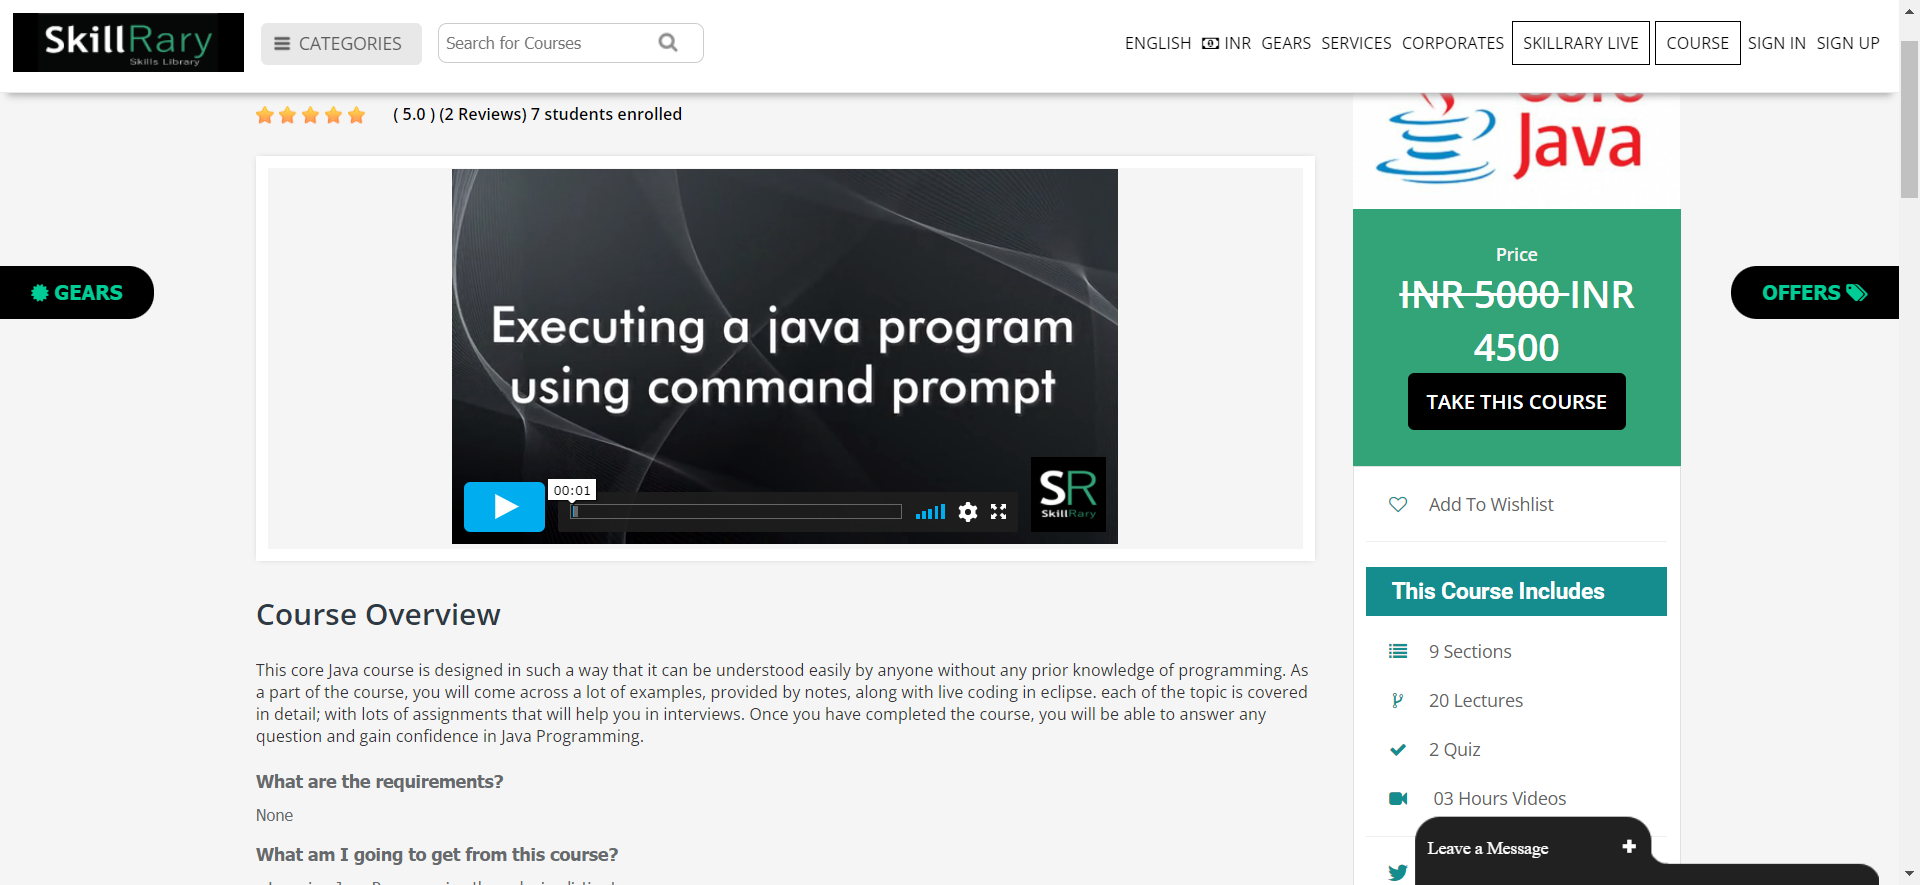 SkillRary
Skills Library
CATEGORIES
Search for Courses
ENGLISH INR GEARS SERVICES CORPORATES SKILLRARY LIVE COURSE SIGN IN SIGN UP
( 5.0 ) (2 Reviews) 7 students enrolled
Core
Java
GEARS
OFFERS
Executing a java program
using command prompt
00:01
SR
SkillRary
Price
INR 5000 INR
4500
TAKE THIS COURSE
Add To Wishlist
This Course Includes
9 Sections
20 Lectures
2 Quiz
03 Hours Videos
Course Overview
This core Java course is designed in such a way that it can be understood easily by anyone without any prior knowledge of programming. As
a part of the course, you will come across a lot of examples, provided by notes, along with live coding in eclipse. each of the topic is covered
in detail; with lots of assignments that will help you in interviews. Once you have completed the course, you will be able to answer any
question and gain confidence in Java Programming.
What are the requirements?
None
What am I going to get from this course?
Leave a Message